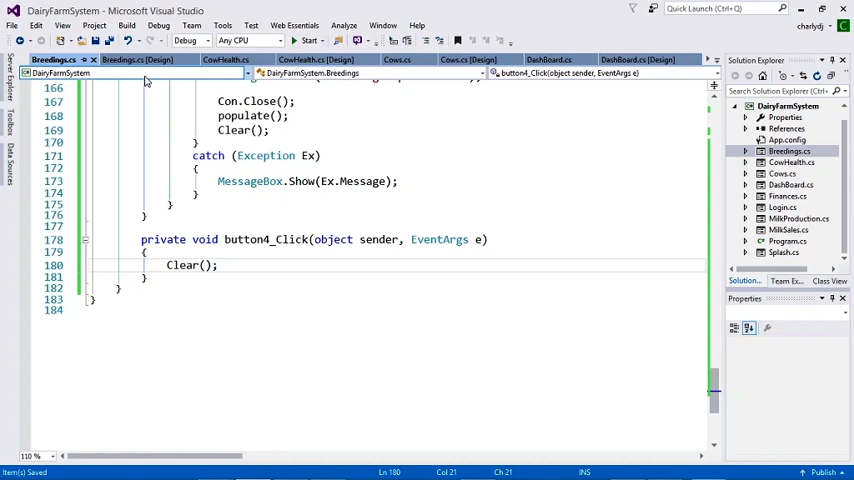 DairyFarmSystem - Microsoft Visual Studio
Quick Launch (Ctrl+Q)
File Edit View Project Build Debug Team Tools Test Web Essentials Analyze Window Help
charlydj
Debug Any CPU Start
Breedings.cs Breedings.cs [Design] CowHealth.cs CowHealth.cs [Design] Cows.cs Cows.cs [Design] DashBoard.cs DashBoard.cs [Design]
Solution Explorer
DairyFarmSystem DairyFarmSystem.Breedings button4_Click(object sender, EventArgs e)
Server Explorer
Toolbox
Data Sources
166
167 Con.Close();
168 populate();
169 Clear();
170 }
171 catch (Exception Ex)
172 {
173 MessageBox.Show(Ex.Message);
174 }
175 }
176 }
177
178 private void button4_Click(object sender, EventArgs e)
179 {
180 Clear();
181 }
182 }
183 }
184
Search Solution Explorer
DairyFarmSystem
Properties
References
App.config
Breedings.cs
CowHealth.cs
Cows.cs
DashBoard.cs
Finances.cs
Login.cs
MilkProduction.cs
MilkSales.cs
Program.cs
Splash.cs
Solution... Team Ex... Class View
Properties
110 %
Item(s) Saved Ln 180 Col 21 Ch 21 INS Publish